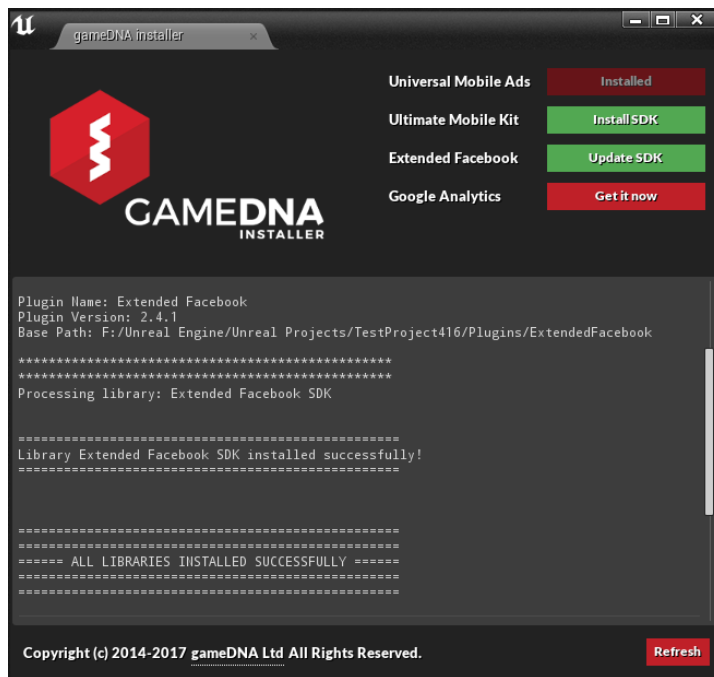 gameDNA installer
Universal Mobile Ads Installed
Ultimate Mobile Kit Install SDK
Extended Facebook Update SDK
Google Analytics Get it now
GAMEDNA
INSTALLER
Plugin Name: Extended Facebook
Plugin Version: 2.4.1
Base Path: F:/Unreal Engine/Unreal Projects/TestProject416/Plugins/ExtendedFacebook
**************************************************
**************************************************
Processing library: Extended Facebook SDK
===================================================
Library Extended Facebook SDK installed successfully!
===================================================
===================================================
===================================================
====== ALL LIBRARIES INSTALLED SUCCESSFULLY ======
===================================================
===================================================
Copyright (c) 2014-2017 gameDNA Ltd All Rights Reserved. Refresh